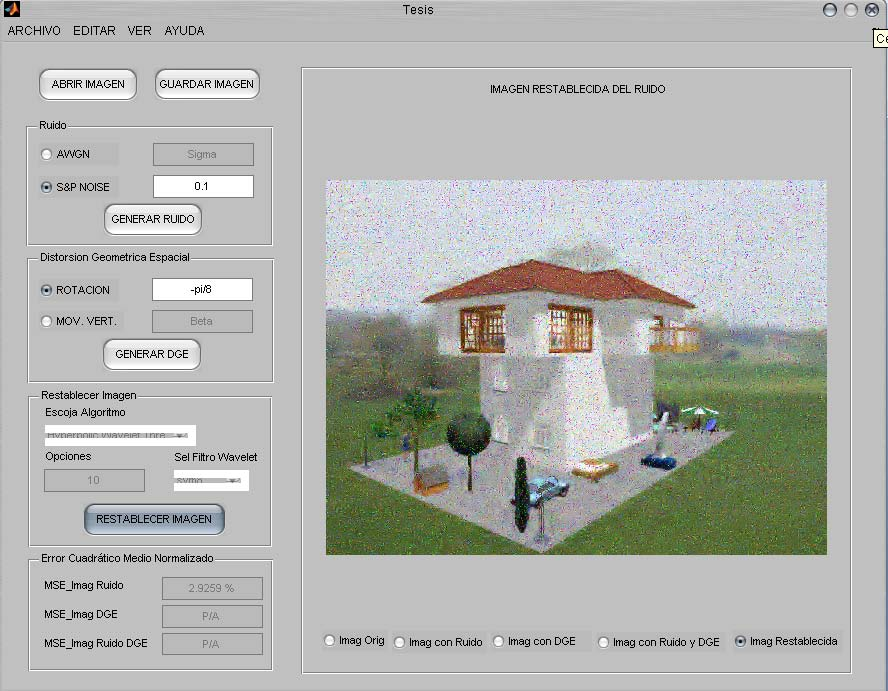 Tesis
ARCHIVO EDITAR VER AYUDA
Ce
ABRIR IMAGEN GUARDAR IMAGEN
IMAGEN RESTABLECIDA DEL RUIDO
Ruido
AWGN Sigma
S&P NOISE 0.1
GENERAR RUIDO
Distorsion Geometrica Espacial
ROTACION -pi/8
MOV. VERT. Beta
GENERAR DGE
Restablecer Imagen
Escoja Algoritmo
Hyperbolic Wavelet Thre
Opciones Sel Filtro Wavelet
10
RESTABLECER IMAGEN
Error Cuadrático Medio Normalizado
MSE_Imag Ruido 2.9259 %
MSE_Imag DGE P/A
MSE_Imag Ruido DGE P/A
Imag Orig Imag con Ruido Imag con DGE Imag con Ruido y DGE Imag Restablecida